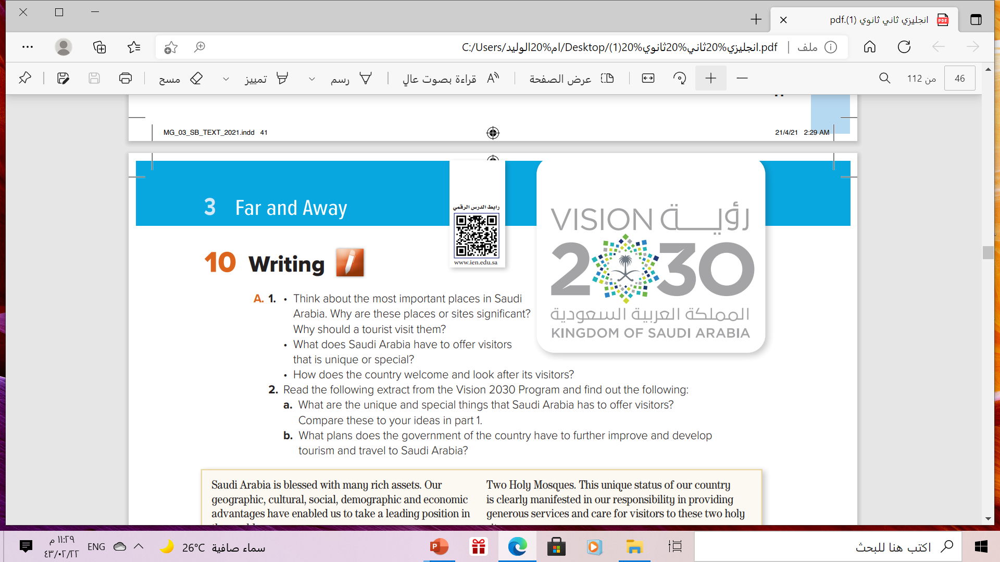 انجليزي ثاني ثانوي (1).pdf
ملف
C:/Users/ام%20الوليد/Desktop/انجليزي%20ثاني%20ثانوي%20(1).pdf
46
من 112
عرض الصفحة
قراءة بصوت عالٍ
رسم
تمييز
مسح
MG_03_SB_TEXT_2021.indd 41
21/4/21 2:29 AM
3 Far and Away
رابط الدرس الرقمي
www.ien.edu.sa
VISION رؤية
2030
المملكة العربية السعودية
KINGDOM OF SAUDI ARABIA
10 Writing
A. 1. • Think about the most important places in Saudi
Arabia. Why are these places or sites significant?
Why should a tourist visit them?
• What does Saudi Arabia have to offer visitors
that is unique or special?
• How does the country welcome and look after its visitors?
2. Read the following extract from the Vision 2030 Program and find out the following:
a. What are the unique and special things that Saudi Arabia has to offer visitors?
Compare these to your ideas in part 1.
b. What plans does the government of the country have to further improve and develop
tourism and travel to Saudi Arabia?
Saudi Arabia is blessed with many rich assets. Our
geographic, cultural, social, demographic and economic
advantages have enabled us to take a leading position in
Two Holy Mosques. This unique status of our country
is clearly manifested in our responsibility in providing
generous services and care for visitors to these two holy
١١:٢٩ م
٤٣/٠٢/٢٢
ENG
26°C سماء صافية
اكتب هنا للبحث